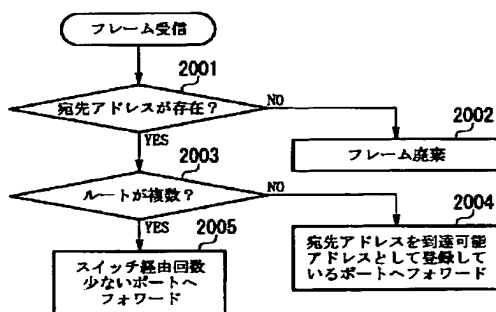 フレーム受信
2001
宛先アドレスが存在?
NO
YES
2002
フレーム廃棄
2003
ルートが複数?
NO
YES
2004
宛先アドレスを到達可能
アドレスとして登録して
いるポートへフォワード
2005
スイッチ経由回数
少ないポートへ
フォワード